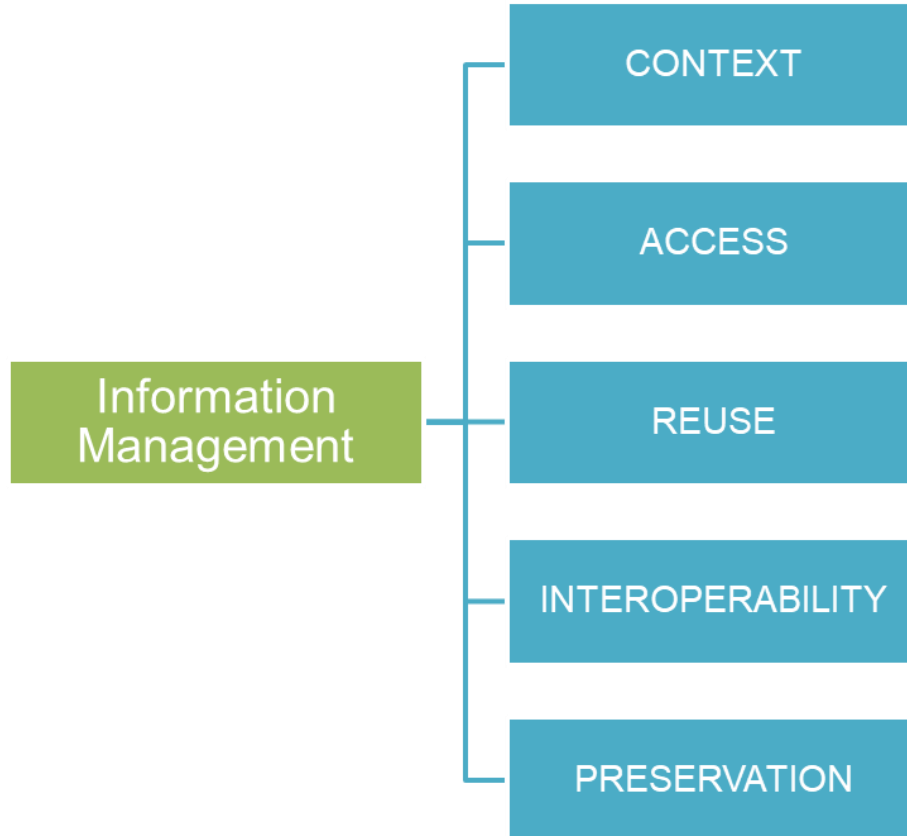 CONTEXT
ACCESS
Information
Management
REUSE
INTEROPERABILITY
PRESERVATION